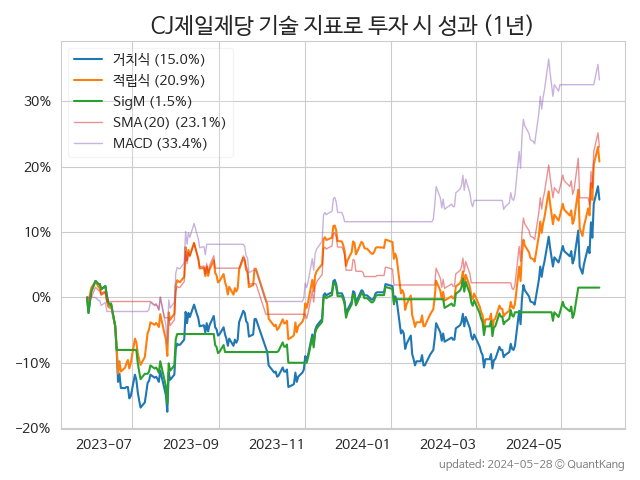 CJ제일제당 기술 지표로 투자 시 성과 (1년)
거치식 (15.0%)
적립식 (20.9%)
SigM (1.5%)
SMA(20) (23.1%)
MACD (33.4%)
30%
20%
10%
0%
−10%
−20%
2023-07 2023-09 2023-11 2024-01 2024-03 2024-05
updated: 2024-05-28 © QuantKang